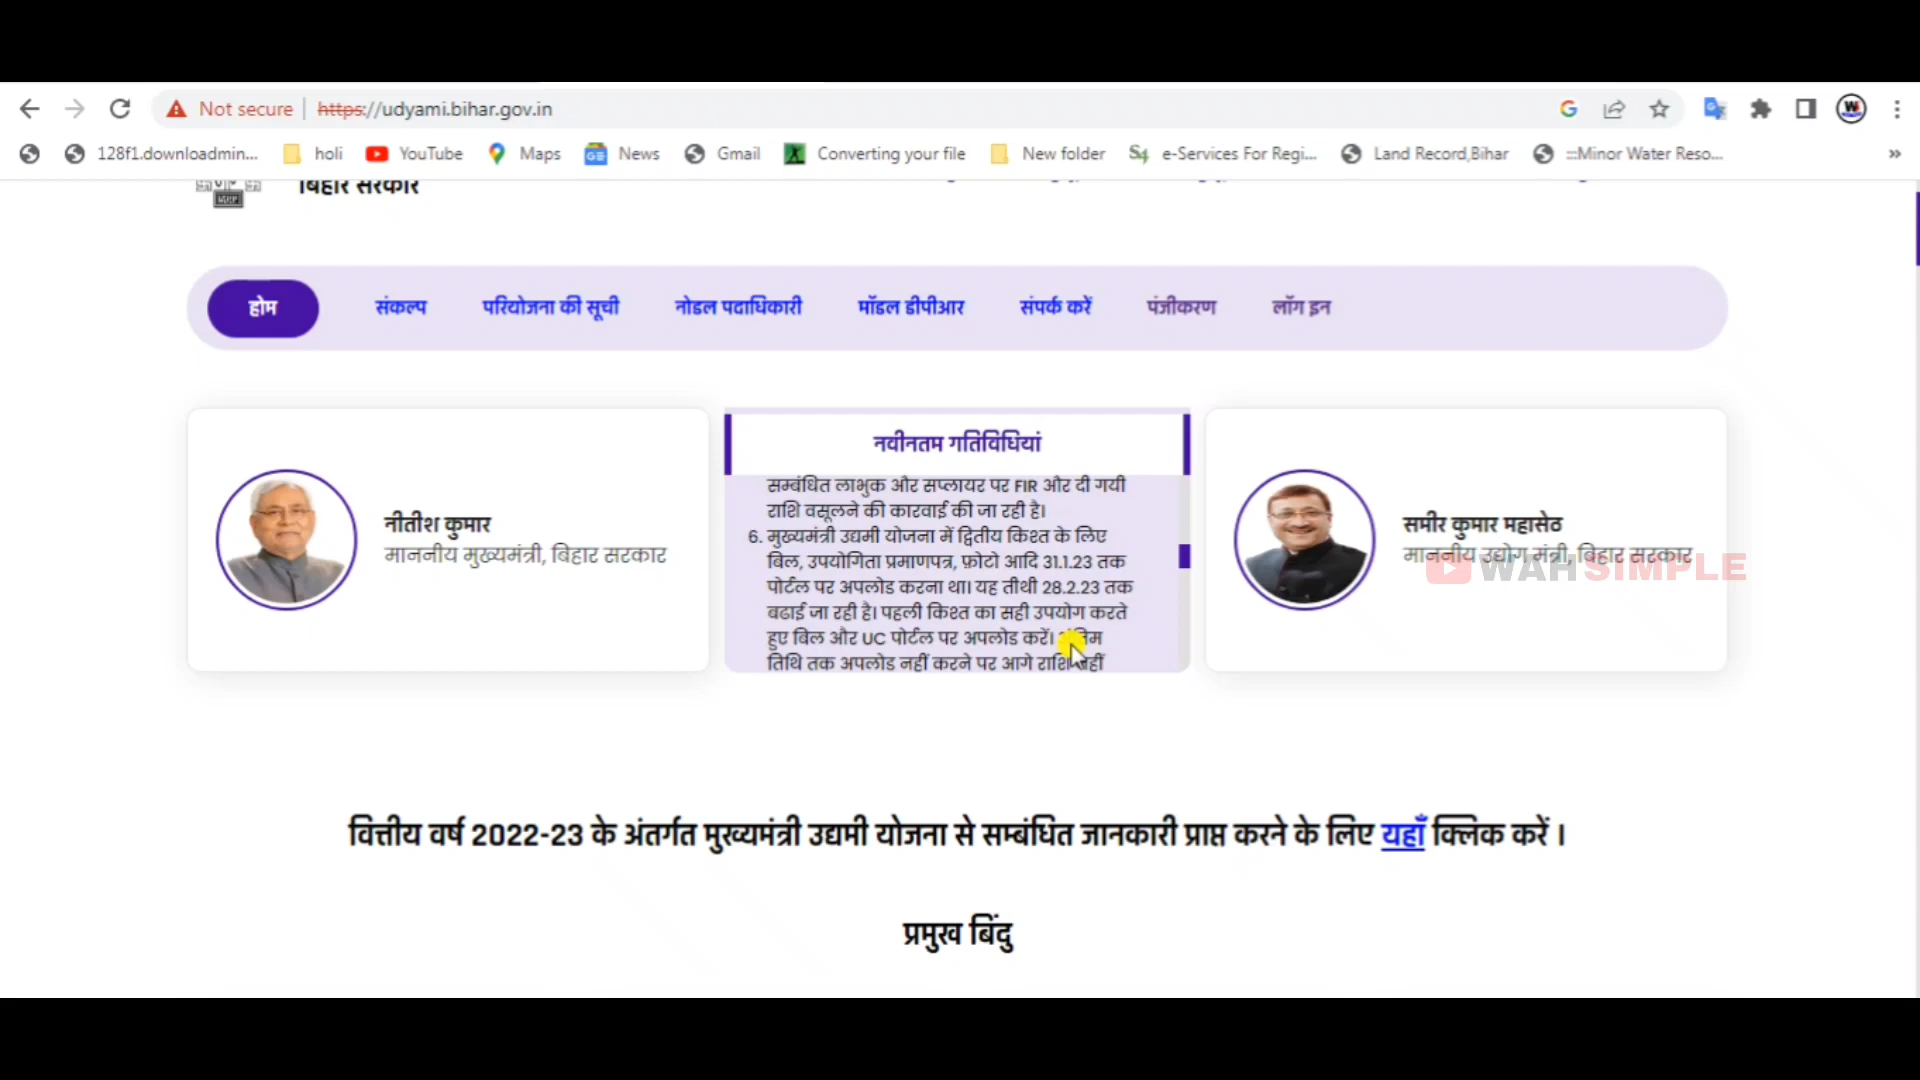 Not secure | https://udyami.bihar.gov.in
128f1.downloadmin... holi YouTube Maps News Gmail Converting your file New folder e-Services For Regi... Land Record,Bihar :::Minor Water Reso... »
बिहार सरकार
होम संकल्प परियोजना की सूची नोडल पदाधिकारी मॉडल डीपीआर संपर्क करें पंजीकरण लॉग इन
नवीनतम गतिविधियां
सम्बंधित लाभुक और सप्लायर पर FIR और दी गयी
राशि वसूलने की कारवाई की जा रही है।
6. मुख्यमंत्री उद्यमी योजना में द्वितीय किश्त के लिए
बिल, उपयोगिता प्रमाणपत्र, फ़ोटो आदि 31.1.23 तक
पोर्टल पर अपलोड करना था। यह तीथी 28.2.23 तक
बढाई जा रही है। पहली किश्त का सही उपयोग करते
हुए बिल और UC पोर्टल पर अपलोड करें।
तिथि तक अपलोड नहीं करने पर आगे राशि
नीतीश कुमार
माननीय मुख्यमंत्री, बिहार सरकार
समीर कुमार महासेठ
माननीय उद्योग मंत्री, बिहार सरकार
WAHSIMPLE
वित्तीय वर्ष 2022-23 के अंतर्गत मुख्यमंत्री उद्यमी योजना से सम्बंधित जानकारी प्राप्त करने के लिए यहाँ क्लिक करें ।
प्रमुख बिंदु